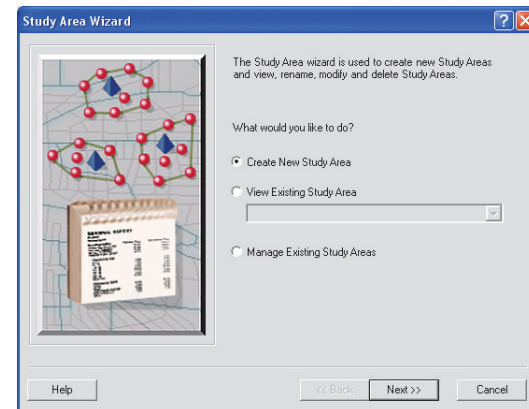 Study Area Wizard
The Study Area wizard is used to create new Study Areas
and view, rename, modify and delete Study Areas.
What would you like to do?
Create New Study Area
View Existing Study Area
Manage Existing Study Areas
Help
<< Back
Next >>
Cancel